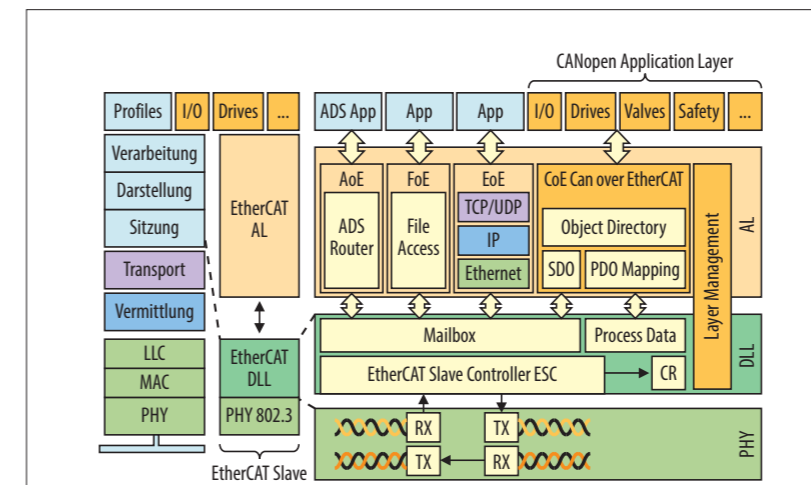 CANopen Application Layer
Profiles I/O Drives ...
ADS App App App I/O Drives Valves Safety ...
Verarbeitung
Darstellung
Sitzung
Transport
Vermittlung
LLC
MAC
PHY
EtherCAT
AL
EtherCAT
DLL
PHY 802.3
EtherCAT Slave
AoE
ADS
Router
FoE
File
Access
EoE
TCP/UDP
IP
Ethernet
CoE Can over EtherCAT
Object Directory
SDO PDO Mapping
Layer Management
AL
Mailbox
Process Data
EtherCAT Slave Controller ESC
CR
DLL
RX TX
TX RX
PHY